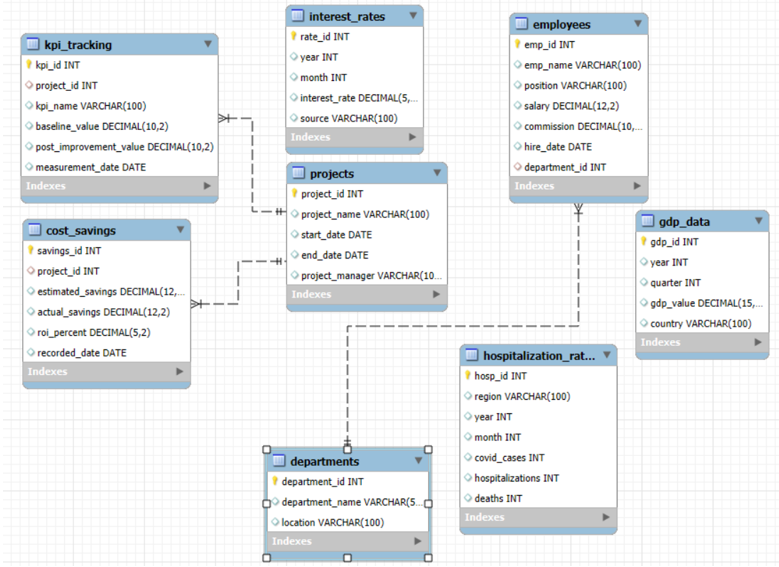 kpi_tracking
kpi_id INT
project_id INT
kpi_name VARCHAR(100)
baseline_value DECIMAL(10,2)
post_improvement_value DECIMAL(10,2)
measurement_date DATE
Indexes
interest_rates
rate_id INT
year INT
month INT
interest_rate DECIMAL(5,...
source VARCHAR(100)
Indexes
employees
emp_id INT
emp_name VARCHAR(100)
position VARCHAR(100)
salary DECIMAL(12,2)
commission DECIMAL(10,...
hire_date DATE
department_id INT
Indexes
projects
project_id INT
project_name VARCHAR(100)
start_date DATE
end_date DATE
project_manager VARCHAR(10...
Indexes
cost_savings
savings_id INT
project_id INT
estimated_savings DECIMAL(12,...
actual_savings DECIMAL(12,2)
roi_percent DECIMAL(5,2)
recorded_date DATE
Indexes
gdp_data
gdp_id INT
year INT
quarter INT
gdp_value DECIMAL(15,...
country VARCHAR(100)
Indexes
hospitalization_rat...
hosp_id INT
region VARCHAR(100)
year INT
month INT
covid_cases INT
hospitalizations INT
deaths INT
Indexes
departments
department_id INT
department_name VARCHAR(5...
location VARCHAR(100)
Indexes